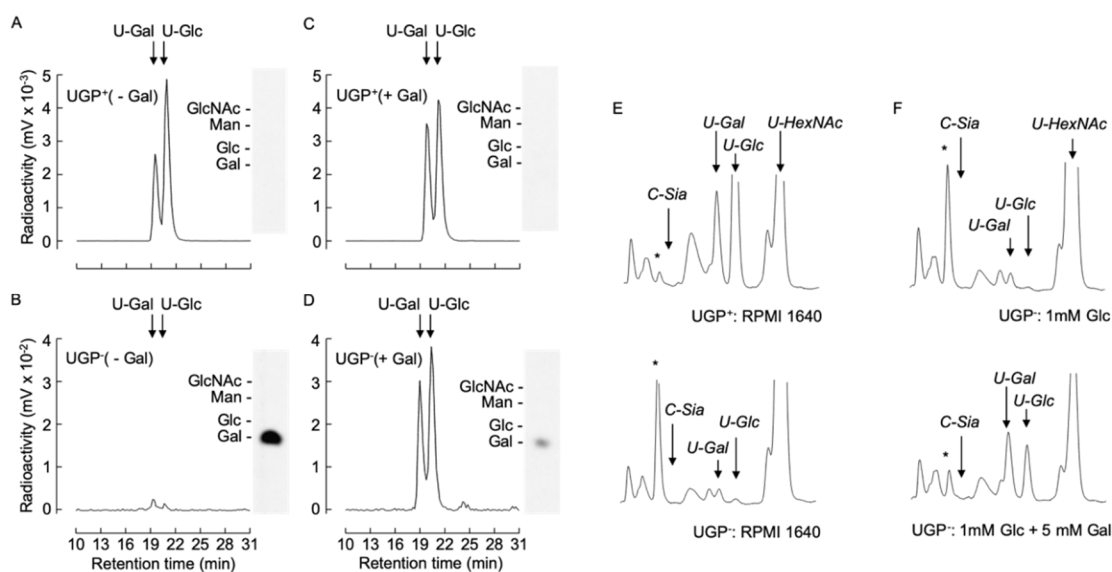 A
U-Gal U-Glc
UGP⁺( - Gal)
GlcNAc -
Man -
Glc -
Gal -
Radioactivity (mV x 10⁻³)
5
4
3
2
1
0
B
U-Gal U-Glc
UGP⁻(- Gal)
GlcNAc -
Man -
Glc -
Gal -
Radioactivity (mV x 10⁻²)
4
3
2
1
0
10 13 16 19 22 25 28 31
Retention time (min)
C
U-Gal U-Glc
UGP⁺(+ Gal)
GlcNAc -
Man -
Glc -
Gal -
5
4
3
2
1
0
D
U-Gal U-Glc
UGP⁻(+ Gal)
GlcNAc -
Man -
Glc -
Gal -
4
3
2
1
0
10 13 16 19 22 25 28 31
Retention time (min)
E
U-Gal
U-HexNAc
U-Glc
C-Sia
*
UGP⁺: RPMI 1640
*
C-Sia
U-Glc
U-Gal
UGP⁻: RPMI 1640
F
C-Sia
U-HexNAc
*
U-Glc
U-Gal
UGP⁻: 1mM Glc
U-Gal
U-Glc
C-Sia
*
UGP⁻: 1mM Glc + 5 mM Gal